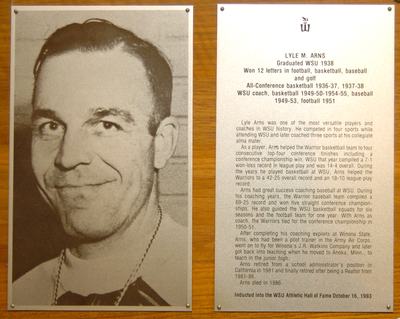 W
LYLE M. ARNS
Graduated WSU 1938
Won 12 letters in football, basketball, baseball
and golf
All-Conference basketball 1936-37, 1937-38
WSU coach, basketball 1949-50-1954-55, baseball
1949-53, football 1951
Lyle Arns was one of the most versatile players and
coaches in WSU history. He competed in four sports while
attending WSU and later coached three sports at his collegiate
alma mater.
As a player, Arns helped the Warrior basketball team to four
consecutive top-four conference finishes including a
conference championship win. WSU that year compiled a 7-1
won-loss record in league play and was 14-4 overall. During
the years he played basketball at WSU, Arns helped the
Warriors to a 42-25 overall record and an 18-10 league play
record.
Arns had great success coaching baseball at WSU. During
his coaching years, the Warrior baseball team compiled a
69-25 record and won five straight conference champion-
ships. He also guided the WSU basketball squads for six
seasons and the football team for one year. With Arns as
coach, the Warriors tied for the conference championship in
1950-51.
After completing his coaching exploits at Winona State,
Arns, who had been a pilot trainer in the Army Air Corps,
went on to fly for Winona's J.R. Watkins Company and later
got back into teaching when he moved to Anoka, Minn., to
teach in the junior high.
Arns retired from a school administrator's position in
California in 1981 and finally retired after being a Realtor from
1981-86.
Arns died in 1986.
Inducted into the WSU Athletic Hall of Fame October 16, 1993